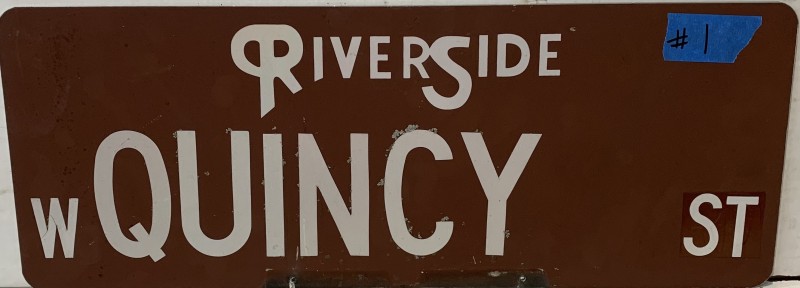 RIVERSIDE
# 1
W QUINCY ST